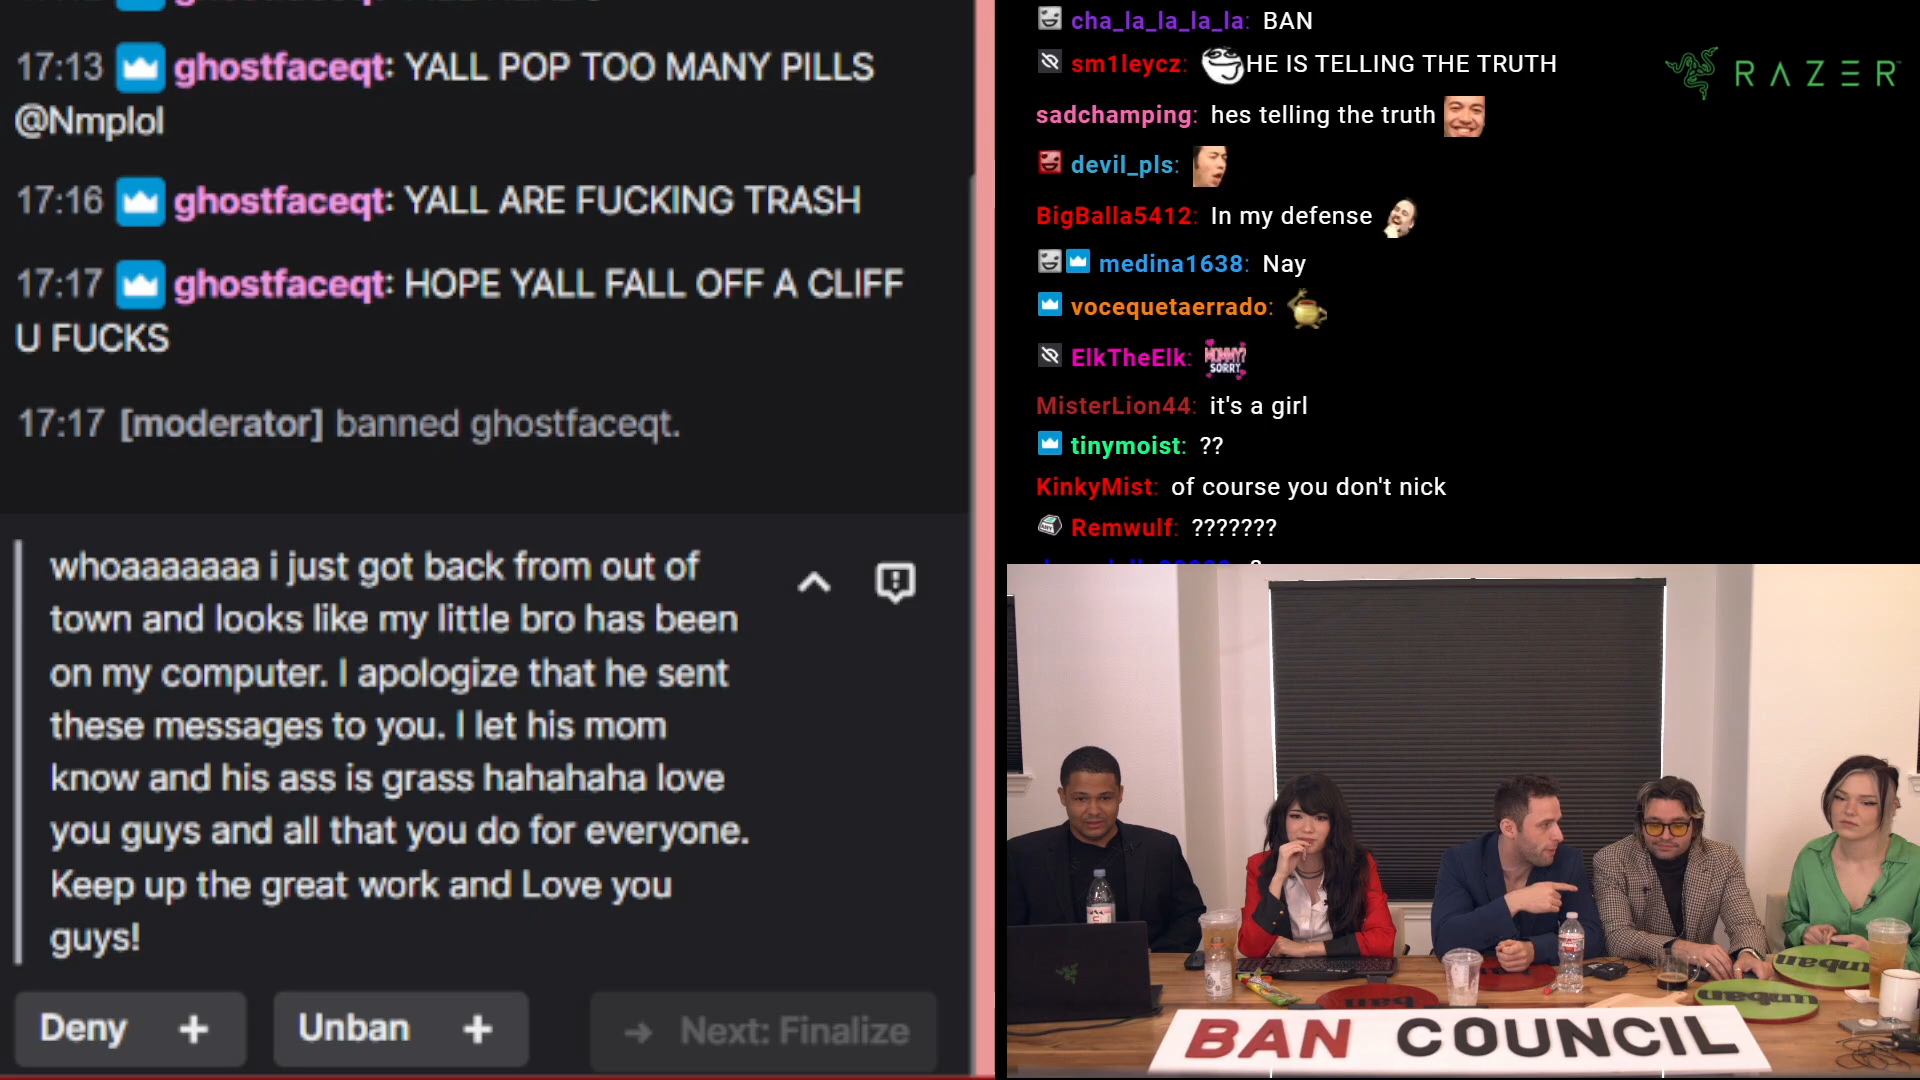 17:13 ghostfaceqt: YALL POP TOO MANY PILLS
@Nmplol
17:16 ghostfaceqt: YALL ARE FUCKING TRASH
17:17 ghostfaceqt: HOPE YALL FALL OFF A CLIFF
U FUCKS
17:17 [moderator] banned ghostfaceqt.
whoaaaaaaa i just got back from out of
town and looks like my little bro has been
on my computer. I apologize that he sent
these messages to you. I let his mom
know and his ass is grass hahahaha love
you guys and all that you do for everyone.
Keep up the great work and Love you
guys!
Deny +
Unban +
→ Next: Finalize
cha_la_la_la_la: BAN
sm1leycz: HE IS TELLING THE TRUTH
sadchamping: hes telling the truth
devil_pls:
BigBalla5412: In my defense
medina1638: Nay
vocequetaerrado:
ElkTheElk: MOMMY? SORRY
MisterLion44: it's a girl
tinymoist: ??
KinkyMist: of course you don't nick
Remwulf: ???????
RAZER
ban
unban
unban
BAN COUNCIL